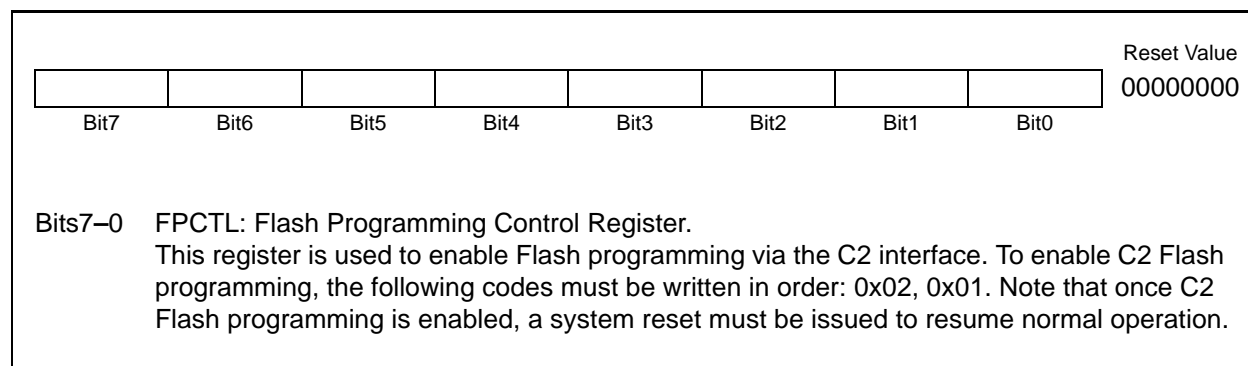 Reset Value
00000000
Bit7 Bit6 Bit5 Bit4 Bit3 Bit2 Bit1 Bit0
Bits7–0 FPCTL: Flash Programming Control Register.
This register is used to enable Flash programming via the C2 interface. To enable C2 Flash
programming, the following codes must be written in order: 0x02, 0x01. Note that once C2
Flash programming is enabled, a system reset must be issued to resume normal operation.